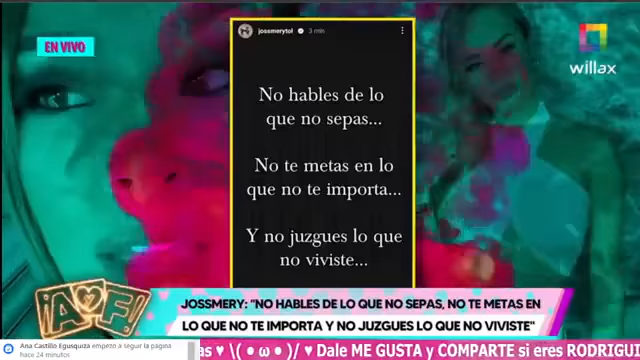 EN VIVO
jossmerytol 3 min
willax
No hables de lo
que no sepas...
No te metas en lo
que no te importa...
Y no juzgues lo que
no viviste...
¡A♥F!
JOSSMERY: "NO HABLES DE LO QUE NO SEPAS, NO TE METAS EN
LO QUE NO TE IMPORTA Y NO JUZGUES LO QUE NO VIVISTE"
Ana Castillo Egusquiza empezó a seguir la página
hace 24 minutos
as ♥ \( • ω • )/ ♥ Dale ME GUSTA y COMPARTE si eres RODRIGU